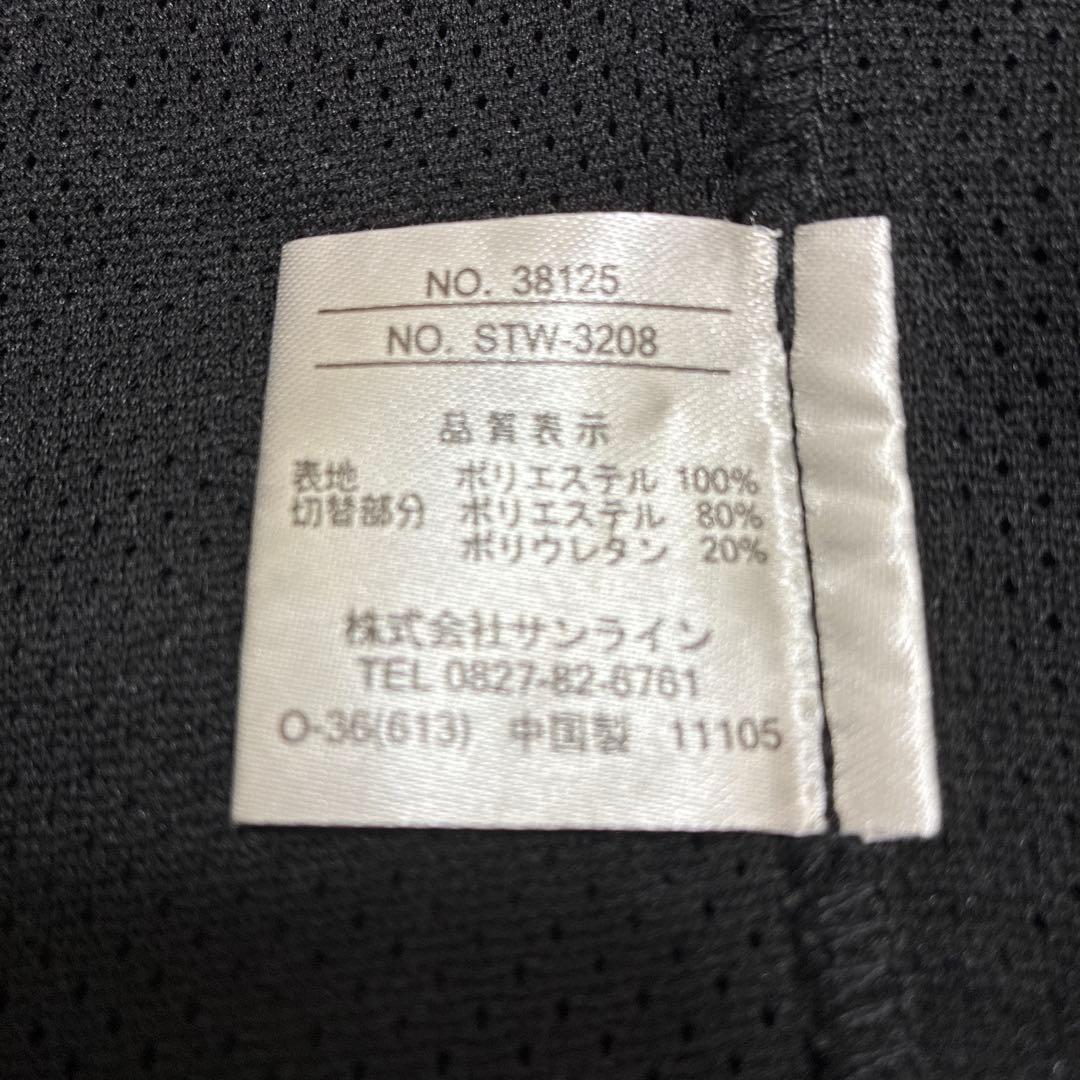 NO. 38125
NO. STW-3208
品質表示
表地 ポリエステル 100%
切替部分 ポリエステル 80%
ポリウレタン 20%
株式会社サンライン
TEL 0827-82-6761
O-36(613) 中国製 11105